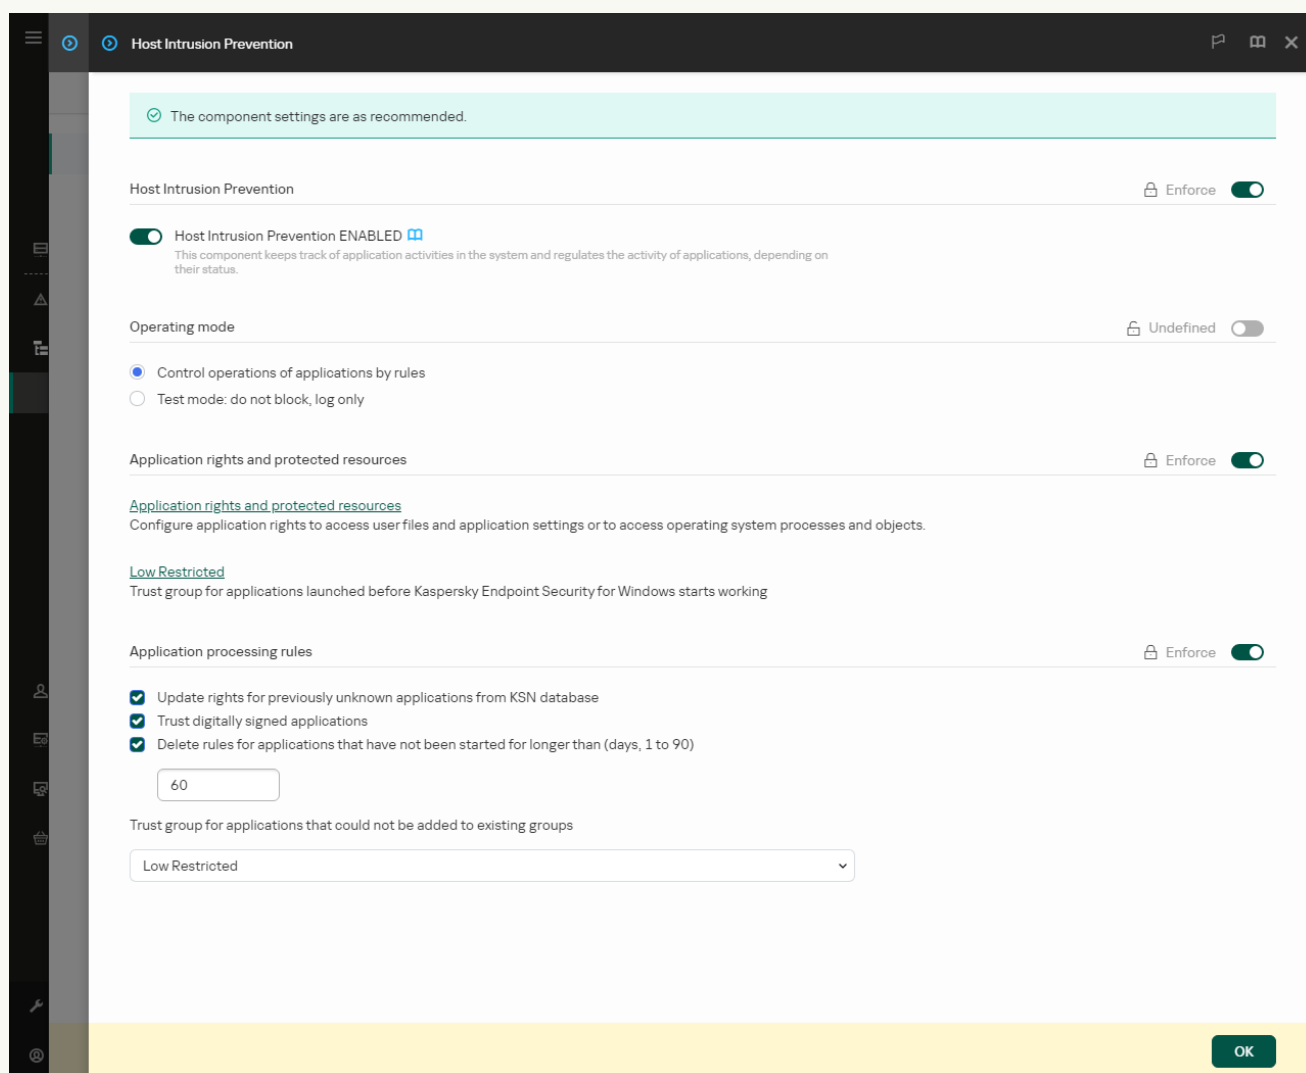 Host Intrusion Prevention
The component settings are as recommended.
Host Intrusion Prevention
Enforce
Host Intrusion Prevention ENABLED
This component keeps track of application activities in the system and regulates the activity of applications, depending on
their status.
Operating mode
Undefined
Control operations of applications by rules
Test mode: do not block, log only
Application rights and protected resources
Enforce
Application rights and protected resources
Configure application rights to access user files and application settings or to access operating system processes and objects.
Low Restricted
Trust group for applications launched before Kaspersky Endpoint Security for Windows starts working
Application processing rules
Enforce
Update rights for previously unknown applications from KSN database
Trust digitally signed applications
Delete rules for applications that have not been started for longer than (days, 1 to 90)
60
Trust group for applications that could not be added to existing groups
Low Restricted
OK